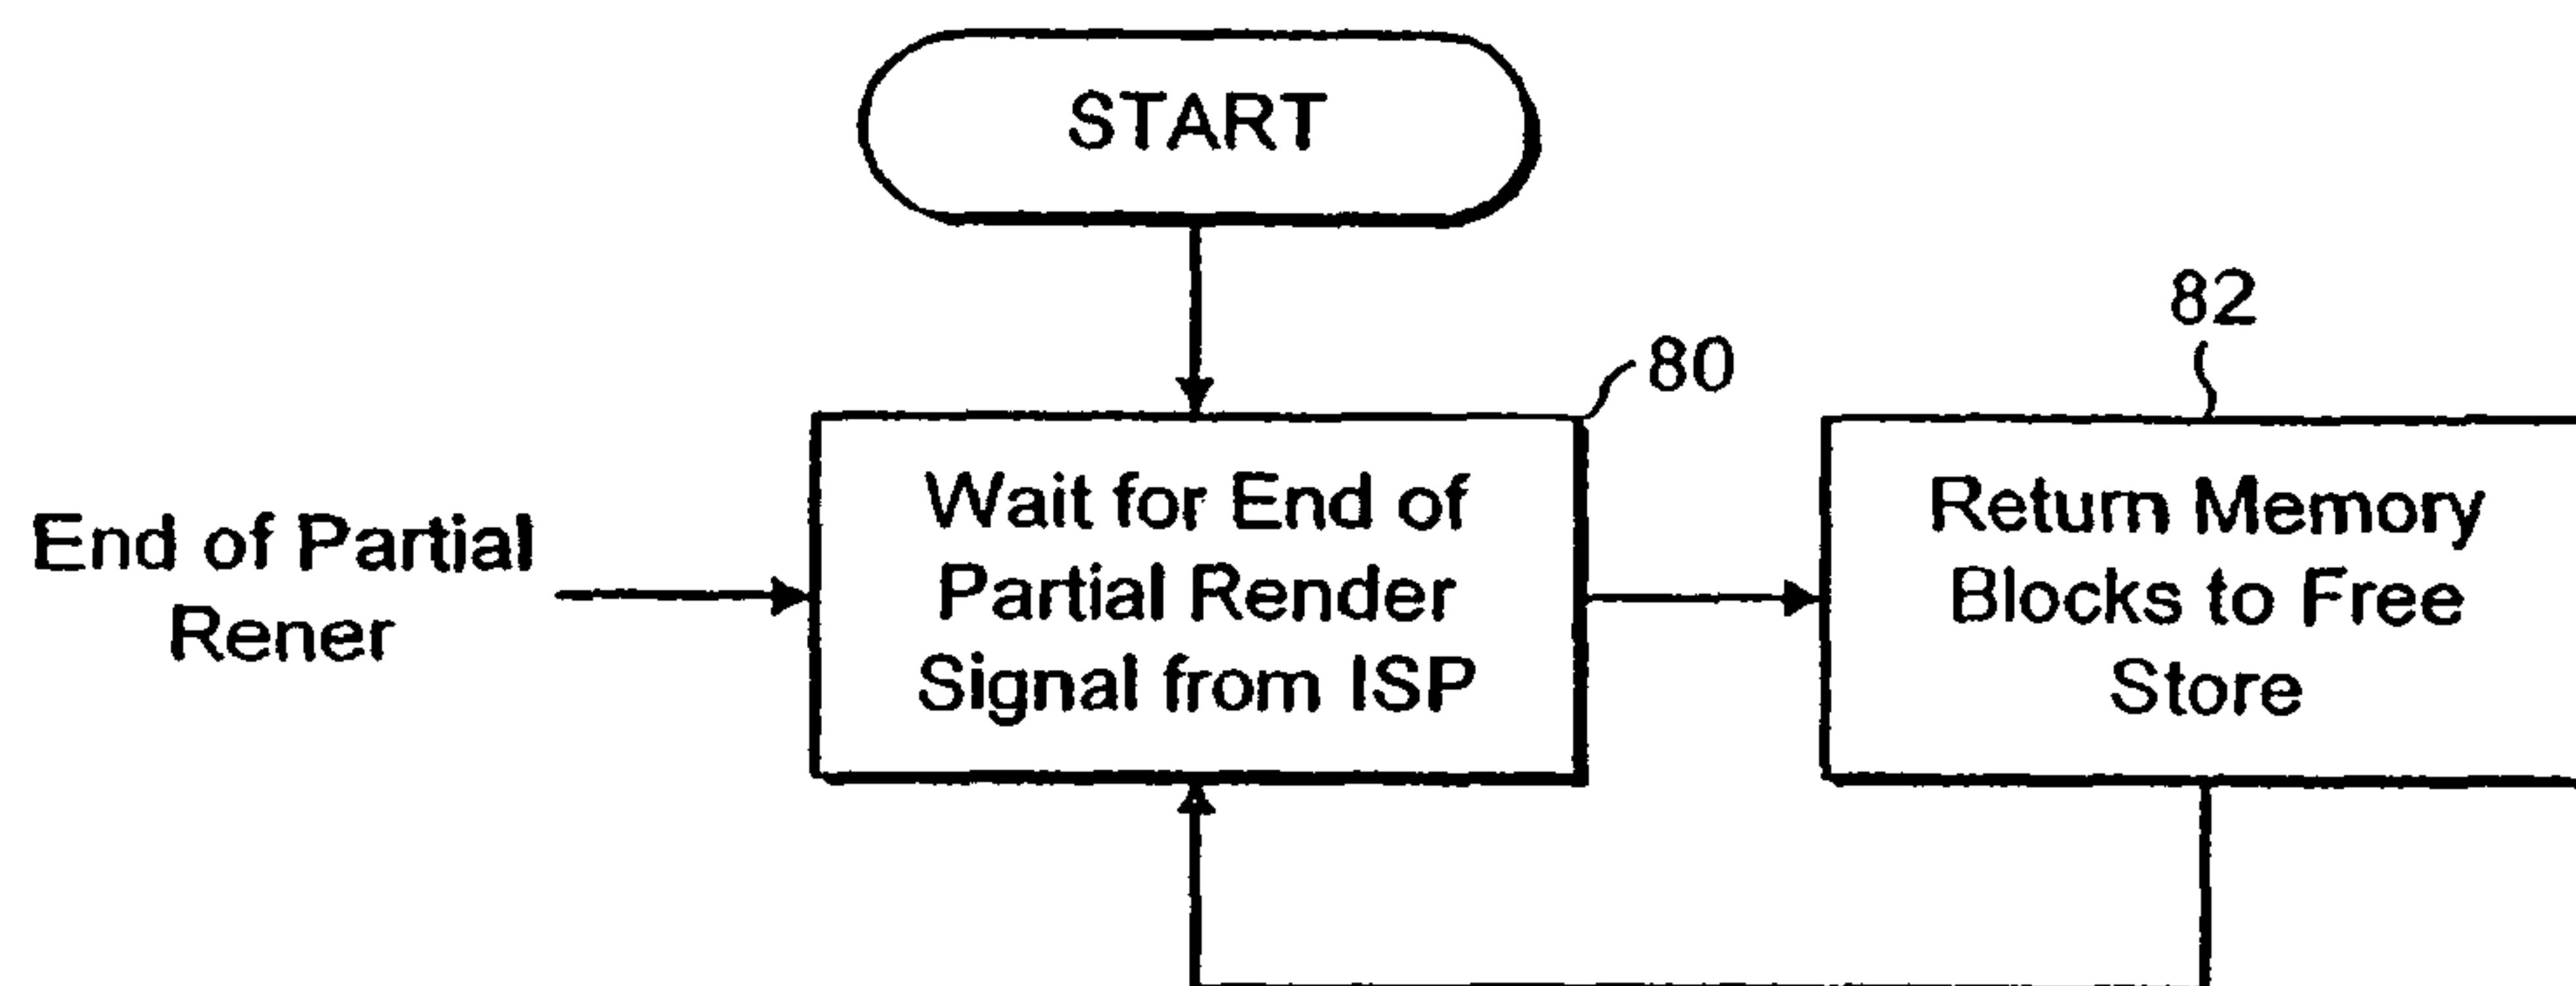 START
80
82
End of Partial
Rener
Wait for End of
Partial Render
Signal from ISP
Return Memory
Blocks to Free
Store